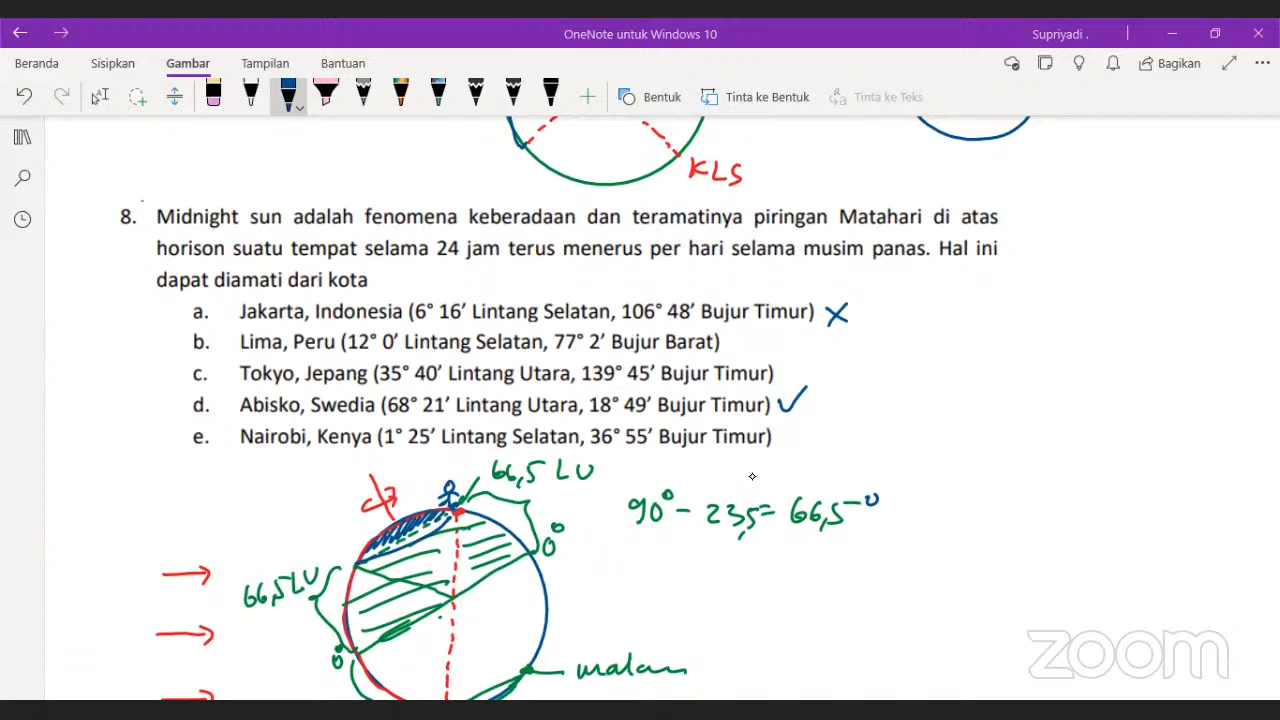 OneNote untuk Windows 10
Supriyadi .
Beranda Sisipkan Gambar Tampilan Bantuan
Bagikan
Bentuk Tinta ke Bentuk Tinta ke Teks
KLS
8. Midnight sun adalah fenomena keberadaan dan teramatinya piringan Matahari di atas
horison suatu tempat selama 24 jam terus menerus per hari selama musim panas. Hal ini
dapat diamati dari kota
a. Jakarta, Indonesia (6° 16’ Lintang Selatan, 106° 48’ Bujur Timur)
b. Lima, Peru (12° 0’ Lintang Selatan, 77° 2’ Bujur Barat)
c. Tokyo, Jepang (35° 40’ Lintang Utara, 139° 45’ Bujur Timur)
d. Abisko, Swedia (68° 21’ Lintang Utara, 18° 49’ Bujur Timur)
e. Nairobi, Kenya (1° 25’ Lintang Selatan, 36° 55’ Bujur Timur)
66,5 LU
90° - 23,5 = 66,5°
0°
66,5 LU
0°
malam
zoom